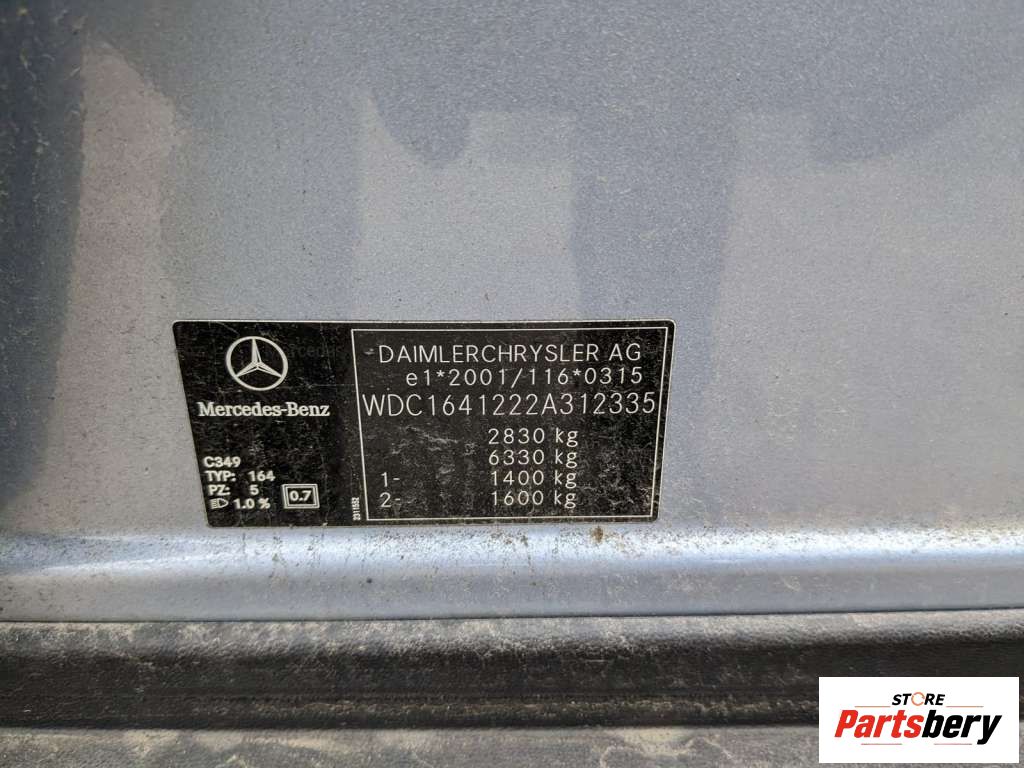 Mercedes-Benz
C349
TYP: 164
PZ: 5
1.0 % 0.7
2311552
DAIMLERCHRYSLER AG
e1*2001/116*0315
WDC1641222A312335
2830 kg
6330 kg
1- 1400 kg
2- 1600 kg
STORE
Partsbery